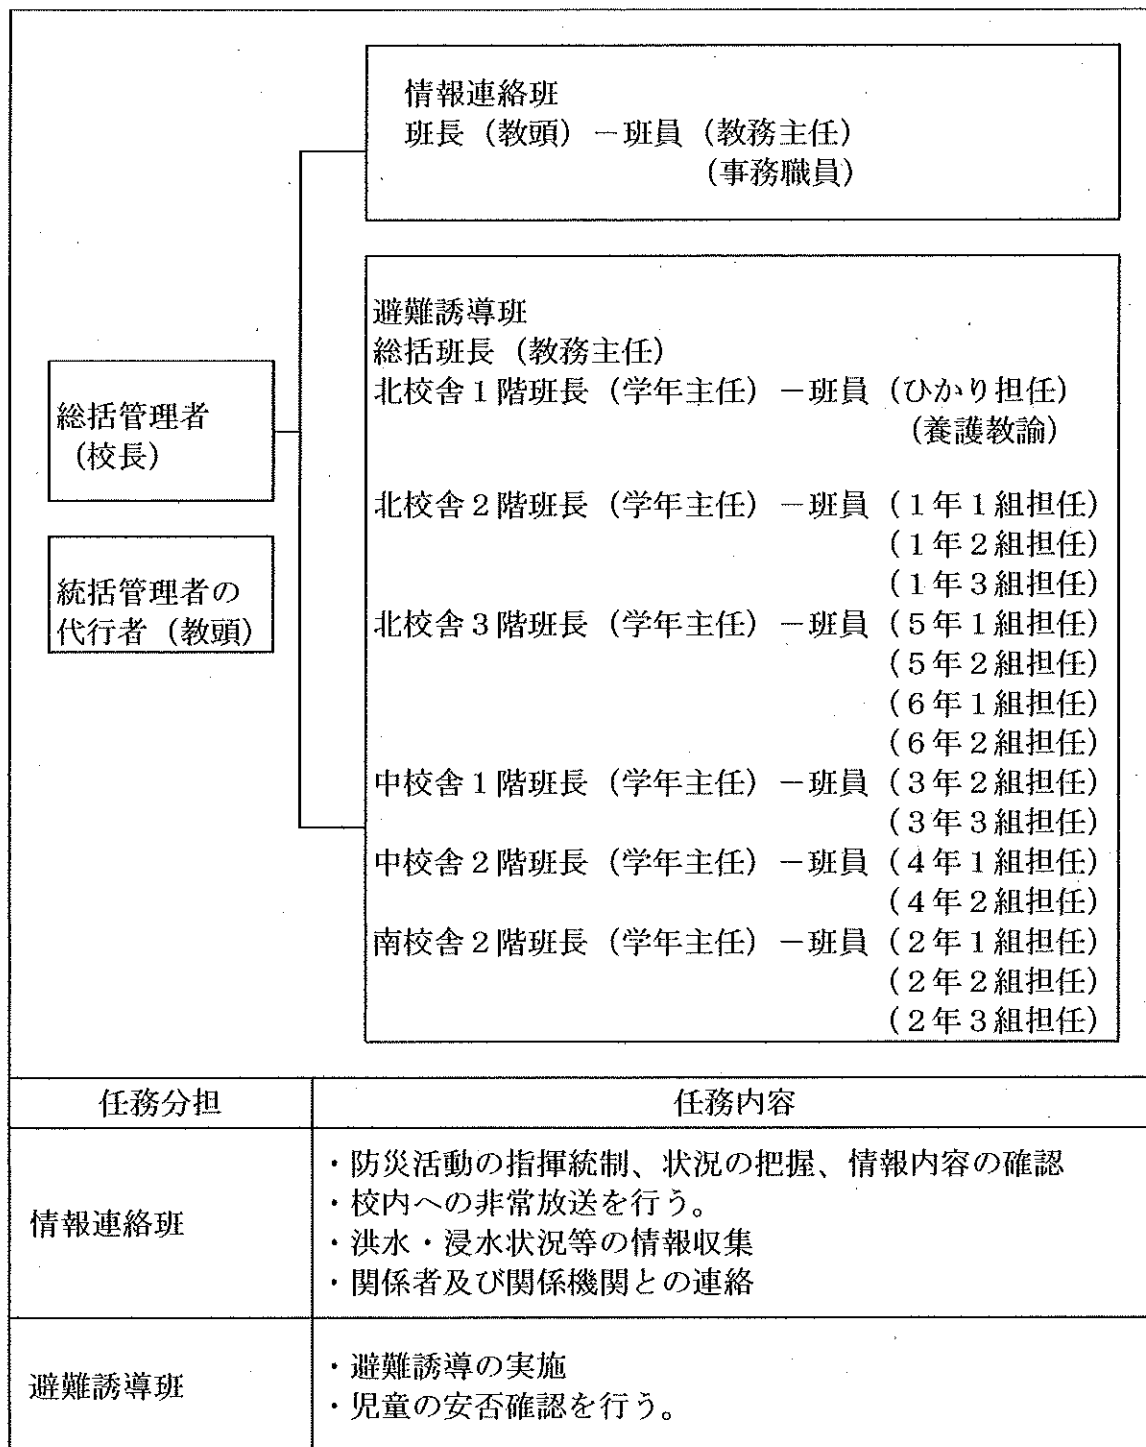 情報連絡班
班長（教頭）－班員（教務主任）
（事務職員）
避難誘導班
総括班長（教務主任）
北校舎１階班長（学年主任）－班員（ひかり担任）
（養護教諭）
総括管理者
（校長）
北校舎２階班長（学年主任）－班員（１年１組担任）
（１年２組担任）
（１年３組担任）
統括管理者の
代行者（教頭）
北校舎３階班長（学年主任）－班員（５年１組担任）
（５年２組担任）
（６年１組担任）
（６年２組担任）
中校舎１階班長（学年主任）－班員（３年２組担任）
（３年３組担任）
中校舎２階班長（学年主任）－班員（４年１組担任）
（４年２組担任）
南校舎２階班長（学年主任）－班員（２年１組担任）
（２年２組担任）
（２年３組担任）
任務分担
任務内容
情報連絡班
・防災活動の指揮統制、状況の把握、情報内容の確認
・校内への非常放送を行う。
・洪水・浸水状況等の情報収集
・関係者及び関係機関との連絡
避難誘導班
・避難誘導の実施
・児童の安否確認を行う。